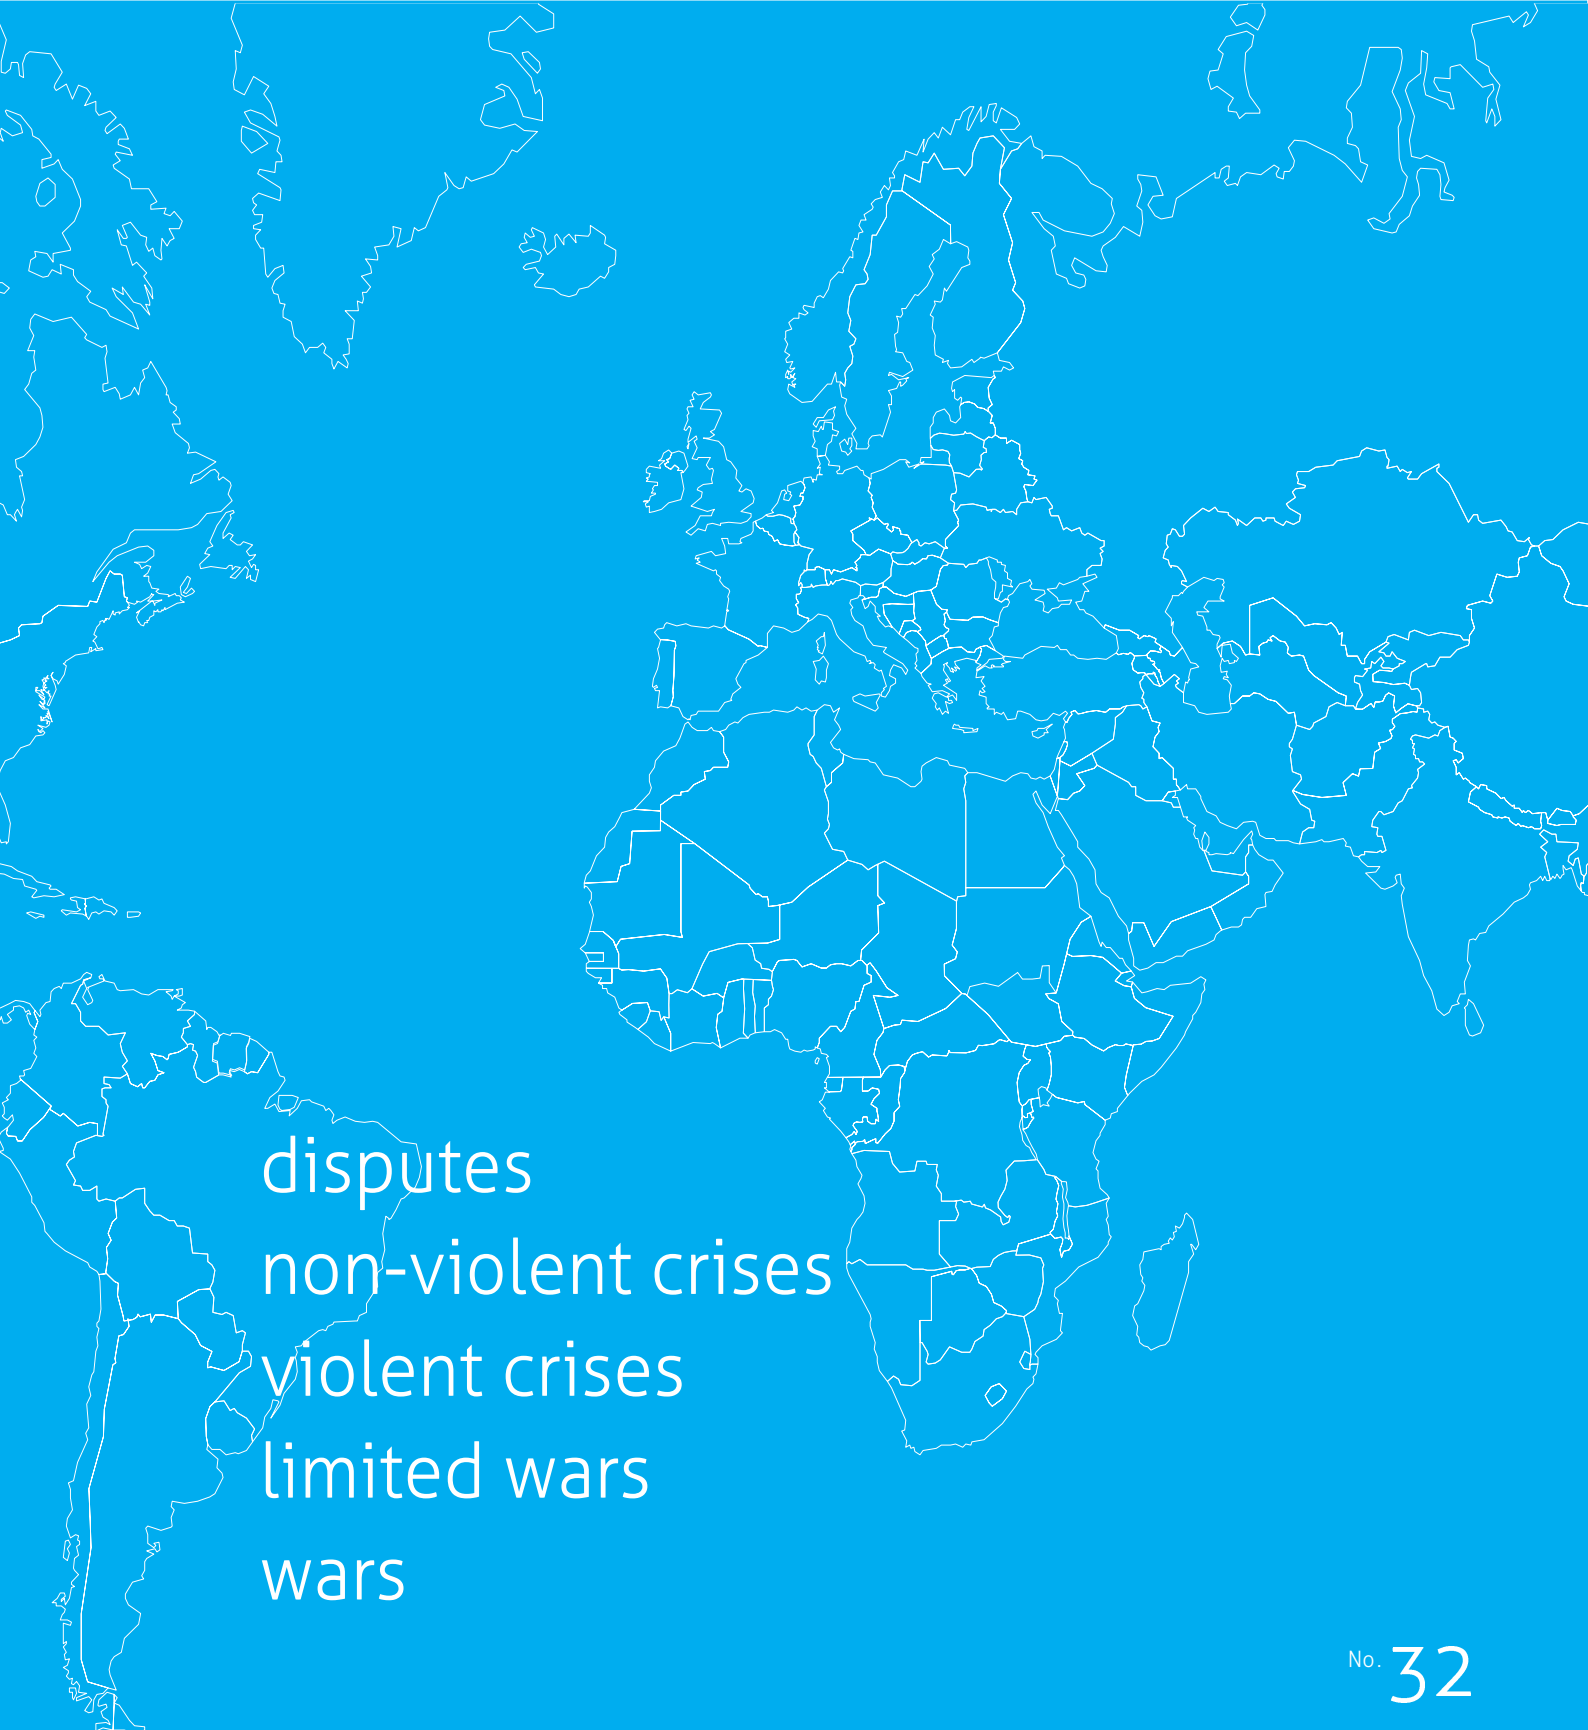 disputes
non-violent crises
violent crises
limited wars
wars
No. 32